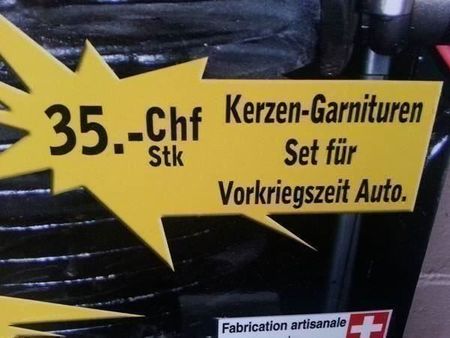 35.-Chf
Stk
Kerzen-Garnituren
Set für
Vorkriegszeit Auto.
Fabrication artisanale